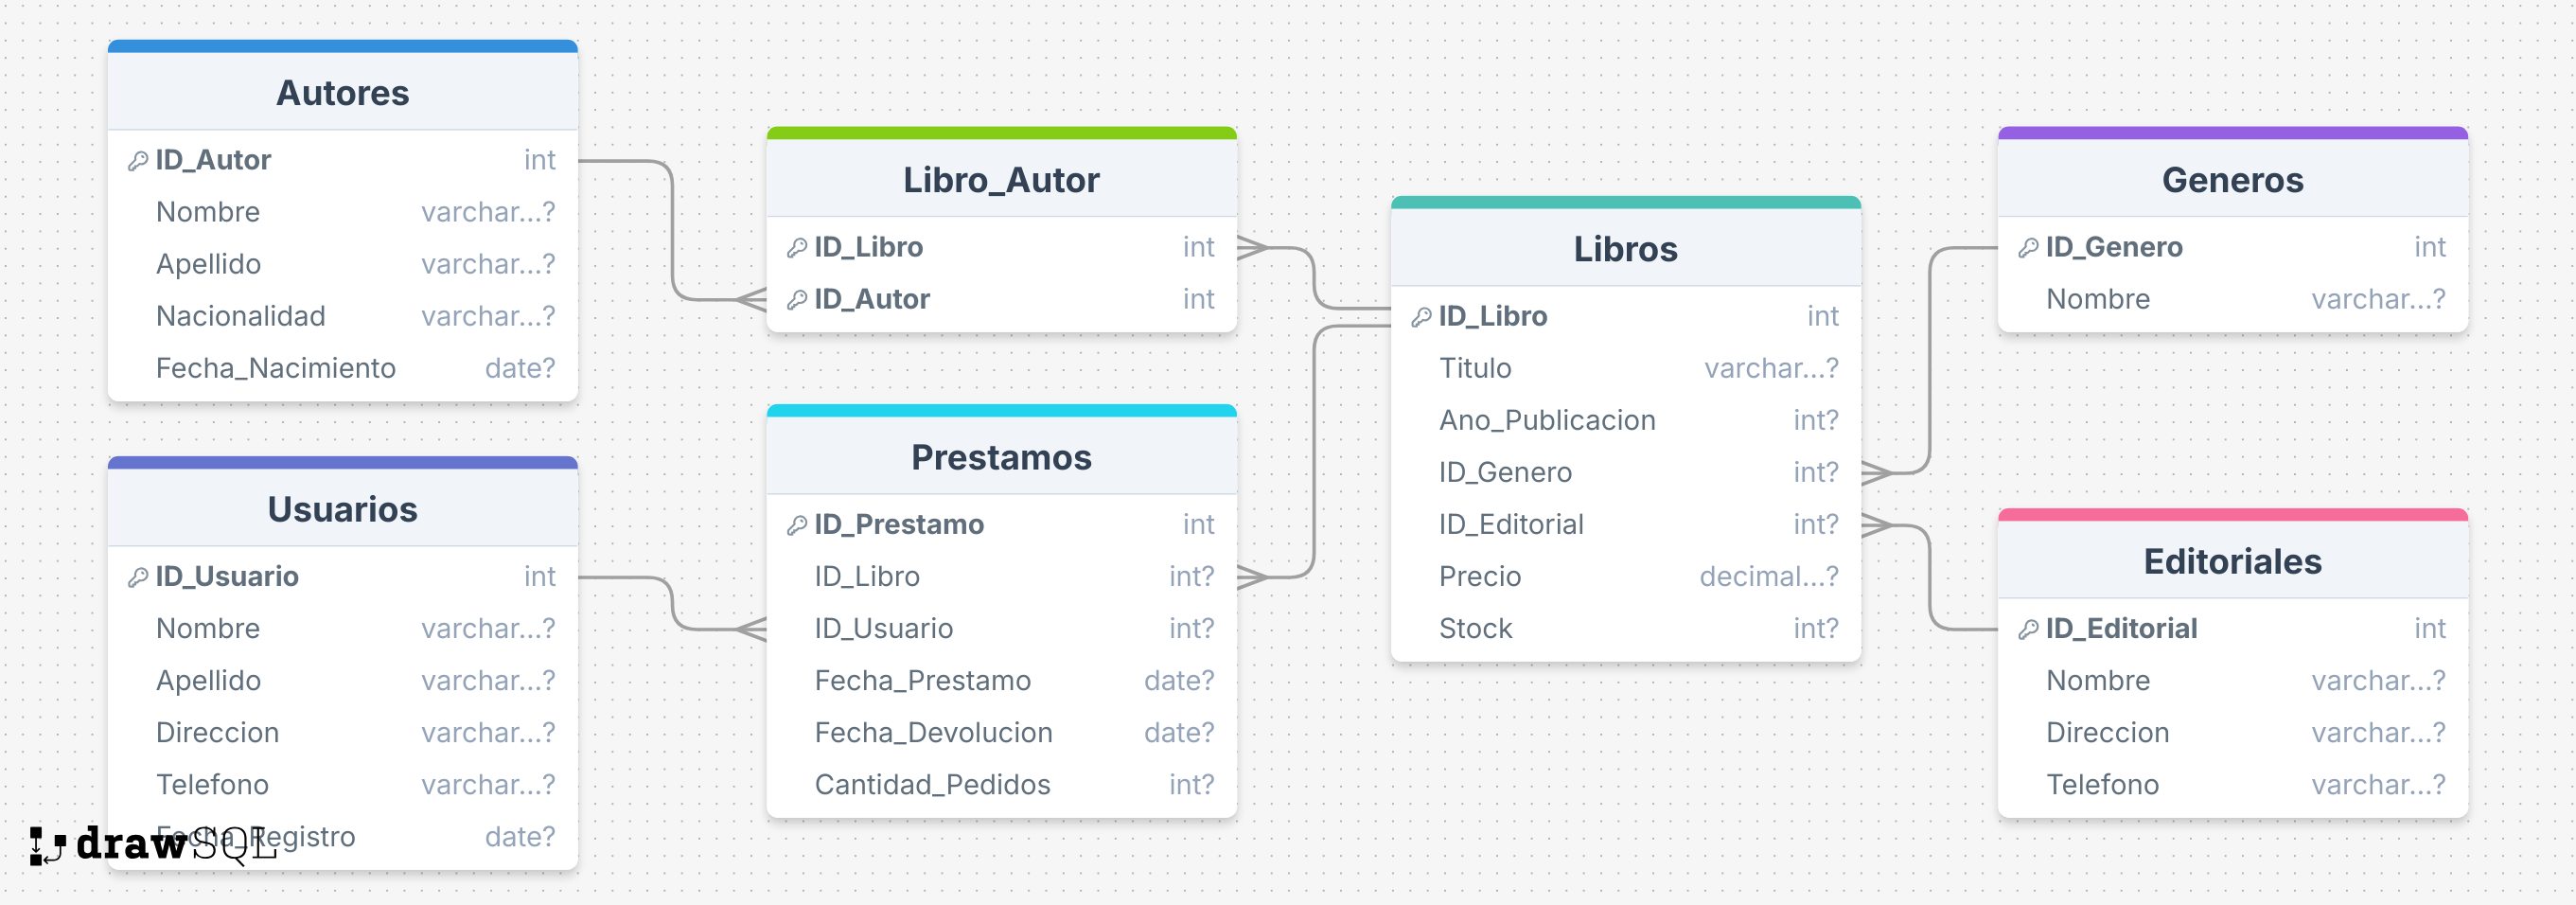 Autores
ID_Autor int
Nombre varchar...?
Apellido varchar...?
Nacionalidad varchar...?
Fecha_Nacimiento date?
Usuarios
ID_Usuario int
Nombre varchar...?
Apellido varchar...?
Direccion varchar...?
Telefono varchar...?
Fecha_Registro date?
drawSQL
Libro_Autor
ID_Libro int
ID_Autor int
Prestamos
ID_Prestamo int
ID_Libro int?
ID_Usuario int?
Fecha_Prestamo date?
Fecha_Devolucion date?
Cantidad_Pedidos int?
Libros
ID_Libro int
Titulo varchar...?
Ano_Publicacion int?
ID_Genero int?
ID_Editorial int?
Precio decimal...?
Stock int?
Generos
ID_Genero int
Nombre varchar...?
Editoriales
ID_Editorial int
Nombre varchar...?
Direccion varchar...?
Telefono varchar...?